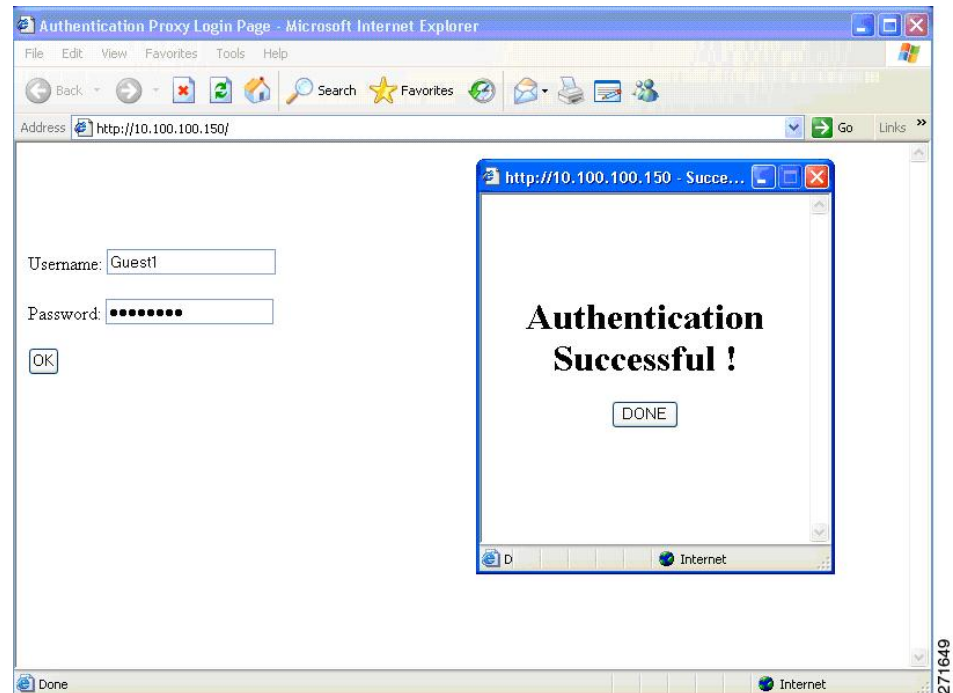 Authentication Proxy Login Page - Microsoft Internet Explorer
File Edit View Favorites Tools Help
Back Search Favorites
Address http://10.100.100.150/ Go Links »
http://10.100.100.150 - Succe...
Username: Guest1
Password: ●●●●●●●●
OK
Authentication
Successful !
DONE
D Internet
Done Internet
271649